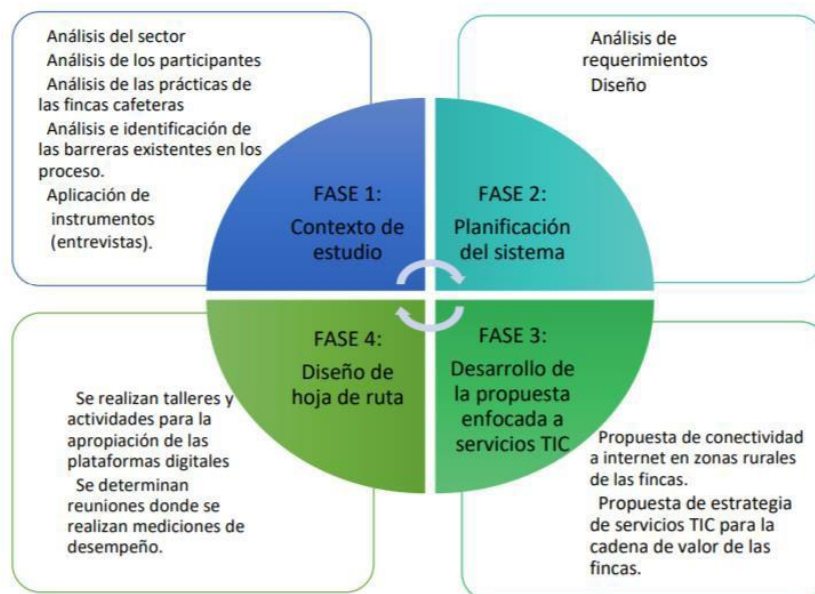 Análisis del sector
Análisis de los participantes
Análisis de las prácticas de
las fincas cafeteras
Análisis e identificación de
las barreras existentes en los
proceso.
Aplicación de
instrumentos
(entrevistas).
FASE 1:
Contexto de
estudio
Análisis de
requerimientos
Diseño
FASE 2:
Planificación
del sistema
FASE 3:
Desarrollo de
la propuesta
enfocada a
servicios TIC
Propuesta de conectividad
a internet en zonas rurales
de las fincas.
Propuesta de estrategia
de servicios TIC para la
cadena de valor de las
fincas.
FASE 4:
Diseño de
hoja de ruta
Se realizan talleres y
actividades para la
apropiación de las
plataformas digitales
Se determinan
reuniones donde se
realizan mediciones de
desempeño.